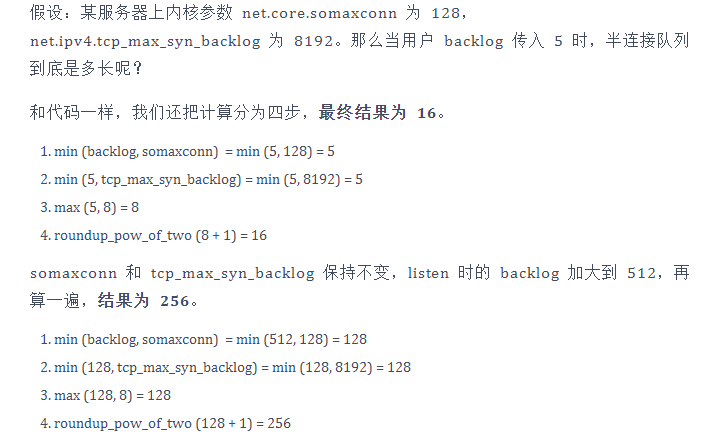 假设：某服务器上内核参数 net.core.somaxconn 为 128，
net.ipv4.tcp_max_syn_backlog 为 8192。那么当用户 backlog 传入 5 时，半连接队列
到底是多长呢？
和代码一样，我们还把计算分为四步，最终结果为 16。
1. min (backlog, somaxconn) = min (5, 128) = 5
2. min (5, tcp_max_syn_backlog) = min (5, 8192) = 5
3. max (5, 8) = 8
4. roundup_pow_of_two (8 + 1) = 16
somaxconn 和 tcp_max_syn_backlog 保持不变，listen 时的 backlog 加大到 512，再
算一遍，结果为 256。
1. min (backlog, somaxconn) = min (512, 128) = 128
2. min (128, tcp_max_syn_backlog) = min (128, 8192) = 128
3. max (128, 8) = 128
4. roundup_pow_of_two (128 + 1) = 256